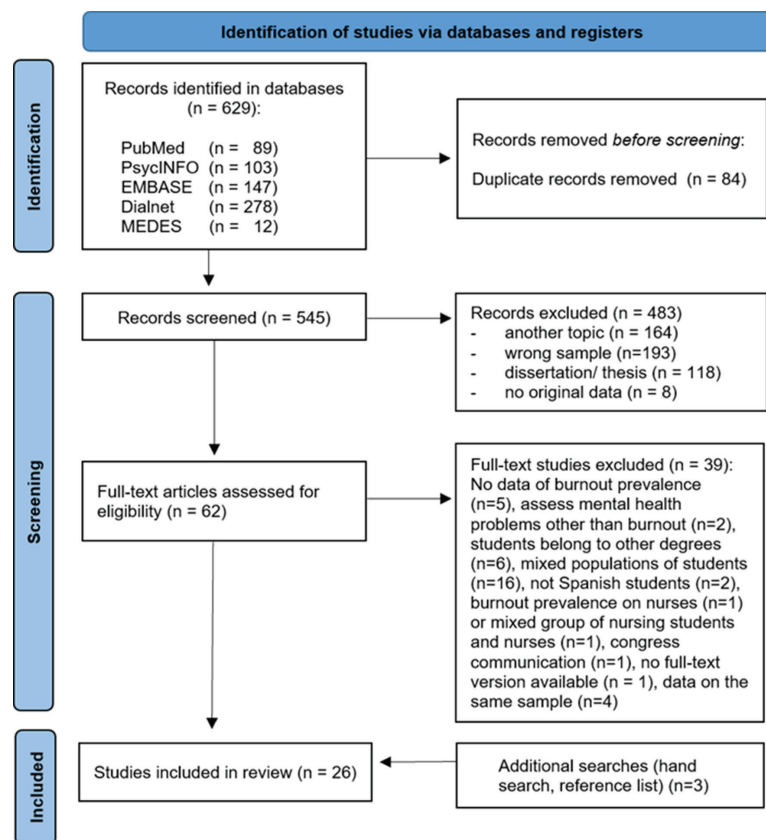 Identification of studies via databases and registers
Identification
Records identified in databases
(n = 629):
PubMed (n = 89)
PsycINFO (n = 103)
EMBASE (n = 147)
Dialnet (n = 278)
MEDES (n = 12)
Records removed before screening:
Duplicate records removed (n = 84)
Screening
Records screened (n = 545)
Records excluded (n = 483)
- another topic (n = 164)
- wrong sample (n=193)
- dissertation/ thesis (n = 118)
- no original data (n = 8)
Full-text articles assessed for
eligibility (n = 62)
Full-text studies excluded (n = 39):
No data of burnout prevalence
(n=5), assess mental health
problems other than burnout (n=2),
students belong to other degrees
(n=6), mixed populations of students
(n=16), not Spanish students (n=2),
burnout prevalence on nurses (n=1)
or mixed group of nursing students
and nurses (n=1), congress
communication (n=1), no full-text
version available (n = 1), data on the
same sample (n=4)
Included
Studies included in review (n = 26)
Additional searches (hand
search, reference list) (n=3)